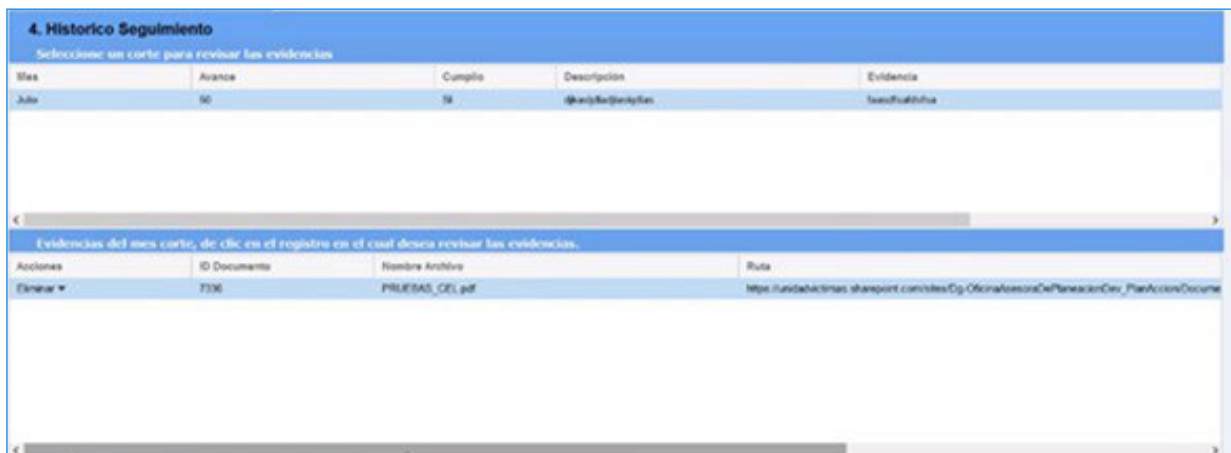 4. Historico Seguimiento
Seleccione un corte para revisar las evidencias
Mes Avance Cumplio Descripción Evidencia
Julio 50 SI
Evidencias del mes corte, de clic en el registro en el cual desea revisar las evidencias.
Acciones ID Documento Nombre Archivo Ruta
Eliminar 7336 PRUEBAS_CEL.pdf https://unidadvictimas.sharepoint.com/sites/Dg-OficinaAsesoraDePlaneacionDev_PlanAccion/Docume